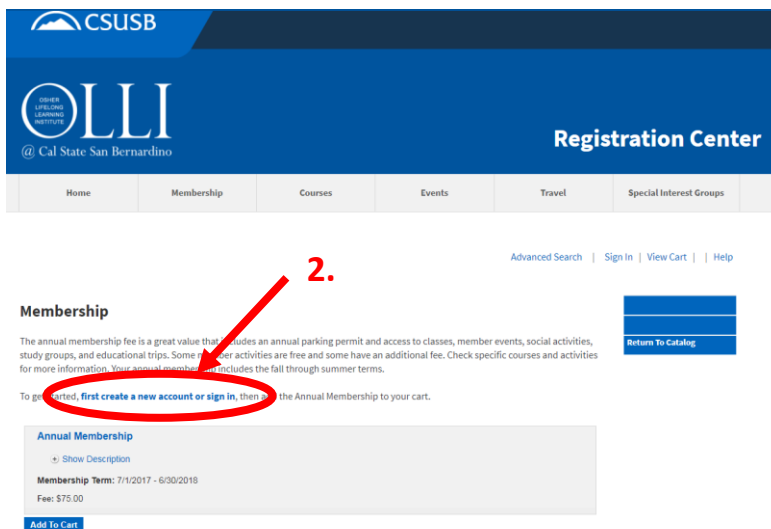 CSUSB
OSHER
LIFELONG
LEARNING
INSTITUTE
OLLI
@ Cal State San Bernardino
Registration Center
Home Membership Courses Events Travel Special Interest Groups
Advanced Search | Sign In | View Cart | | Help
2.
Membership
The annual membership fee is a great value that includes an annual parking permit and access to classes, member events, social activities,
study groups, and educational trips. Some member activities are free and some have an additional fee. Check specific courses and activities
for more information. Your annual membership includes the fall through summer terms.
To get started, first create a new account or sign in, then add the Annual Membership to your cart.
Return To Catalog
Annual Membership
Show Description
Membership Term: 7/1/2017 - 6/30/2018
Fee: $75.00
Add To Cart